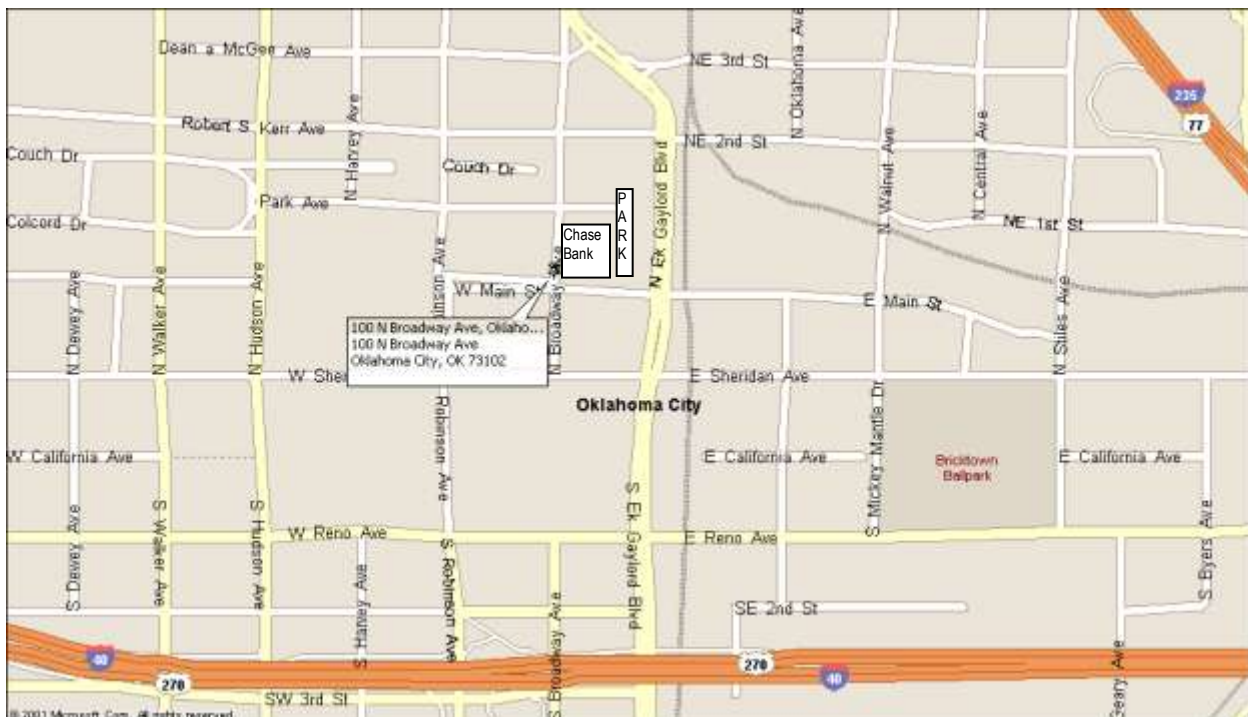 Dean a McGee Ave
NE 3rd St
N Oklahoma Ave
235
77
Robert S Kerr Ave
N Harvey Ave
NE 2nd St
Couch Dr
Couch Dr
N Ek Gaylord Blvd
N Walnut Ave
N Central Ave
Park Ave
P
A
R
K
Colcord Dr
NE 1st St
Chase
Bank
N Dewey Ave
N Walker Ave
N Hudson Ave
W Main St
N Broadway Ave
E Main St
N Stiles Ave
100 N Broadway Ave, Oklaho...
100 N Broadway Ave
Oklahoma City, OK 73102
W Sher
E Sheridan Ave
Oklahoma City
Robinson Ave
S Mickey Mantle Dr
W California Ave
E California Ave
Bricktown
Ballpark
E California Ave
S Dewey Ave
S Walker Ave
S Hudson Ave
W Reno Ave
S Ek Gaylord Blvd
E Reno Ave
S Byers Ave
S Harvey Ave
S Robinson Ave
S Broadway Ave
SE 2nd St
40
270
270
40
SW 3rd St
Geary Ave
© 2003 Microsoft Corp. All rights reserved.